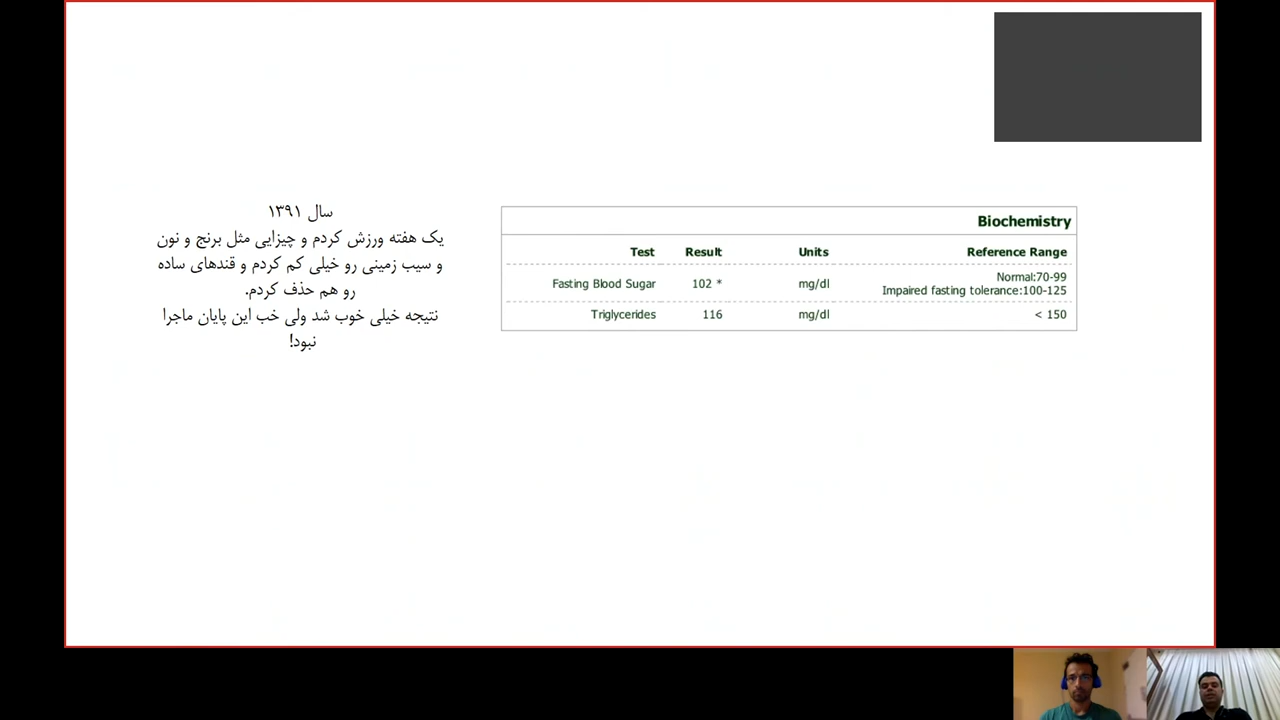 سال ۱۳۹۱
یک هفته ورزش کردم و چیزایی مثل برنج و نون
و سیب زمینی رو خیلی کم کردم و قندهای ساده
رو هم حذف کردم.
نتیجه خیلی خوب شد ولی خب این پایان ماجرا
نبود!
Biochemistry
Test Result Units Reference Range
Fasting Blood Sugar 102 * mg/dl Normal:70-99
Impaired fasting tolerance:100-125
Triglycerides 116 mg/dl < 150